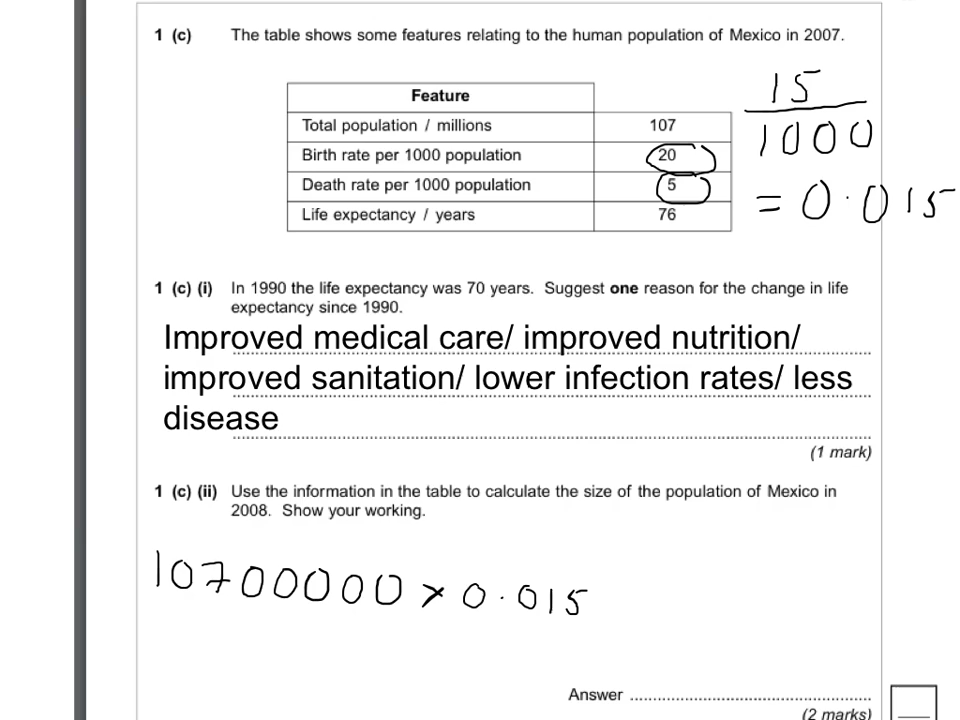 1 (c) The table shows some features relating to the human population of Mexico in 2007.
15
Feature
1000
Total population / millions 107
Birth rate per 1000 population 20
Death rate per 1000 population 5
= 0.015
Life expectancy / years 76
1 (c) (i) In 1990 the life expectancy was 70 years. Suggest one reason for the change in life
expectancy since 1990.
Improved medical care/ improved nutrition/
improved sanitation/ lower infection rates/ less
disease
(1 mark)
1 (c) (ii) Use the information in the table to calculate the size of the population of Mexico in
2008. Show your working.
10700000 × 0.015
Answer
(2 marks)